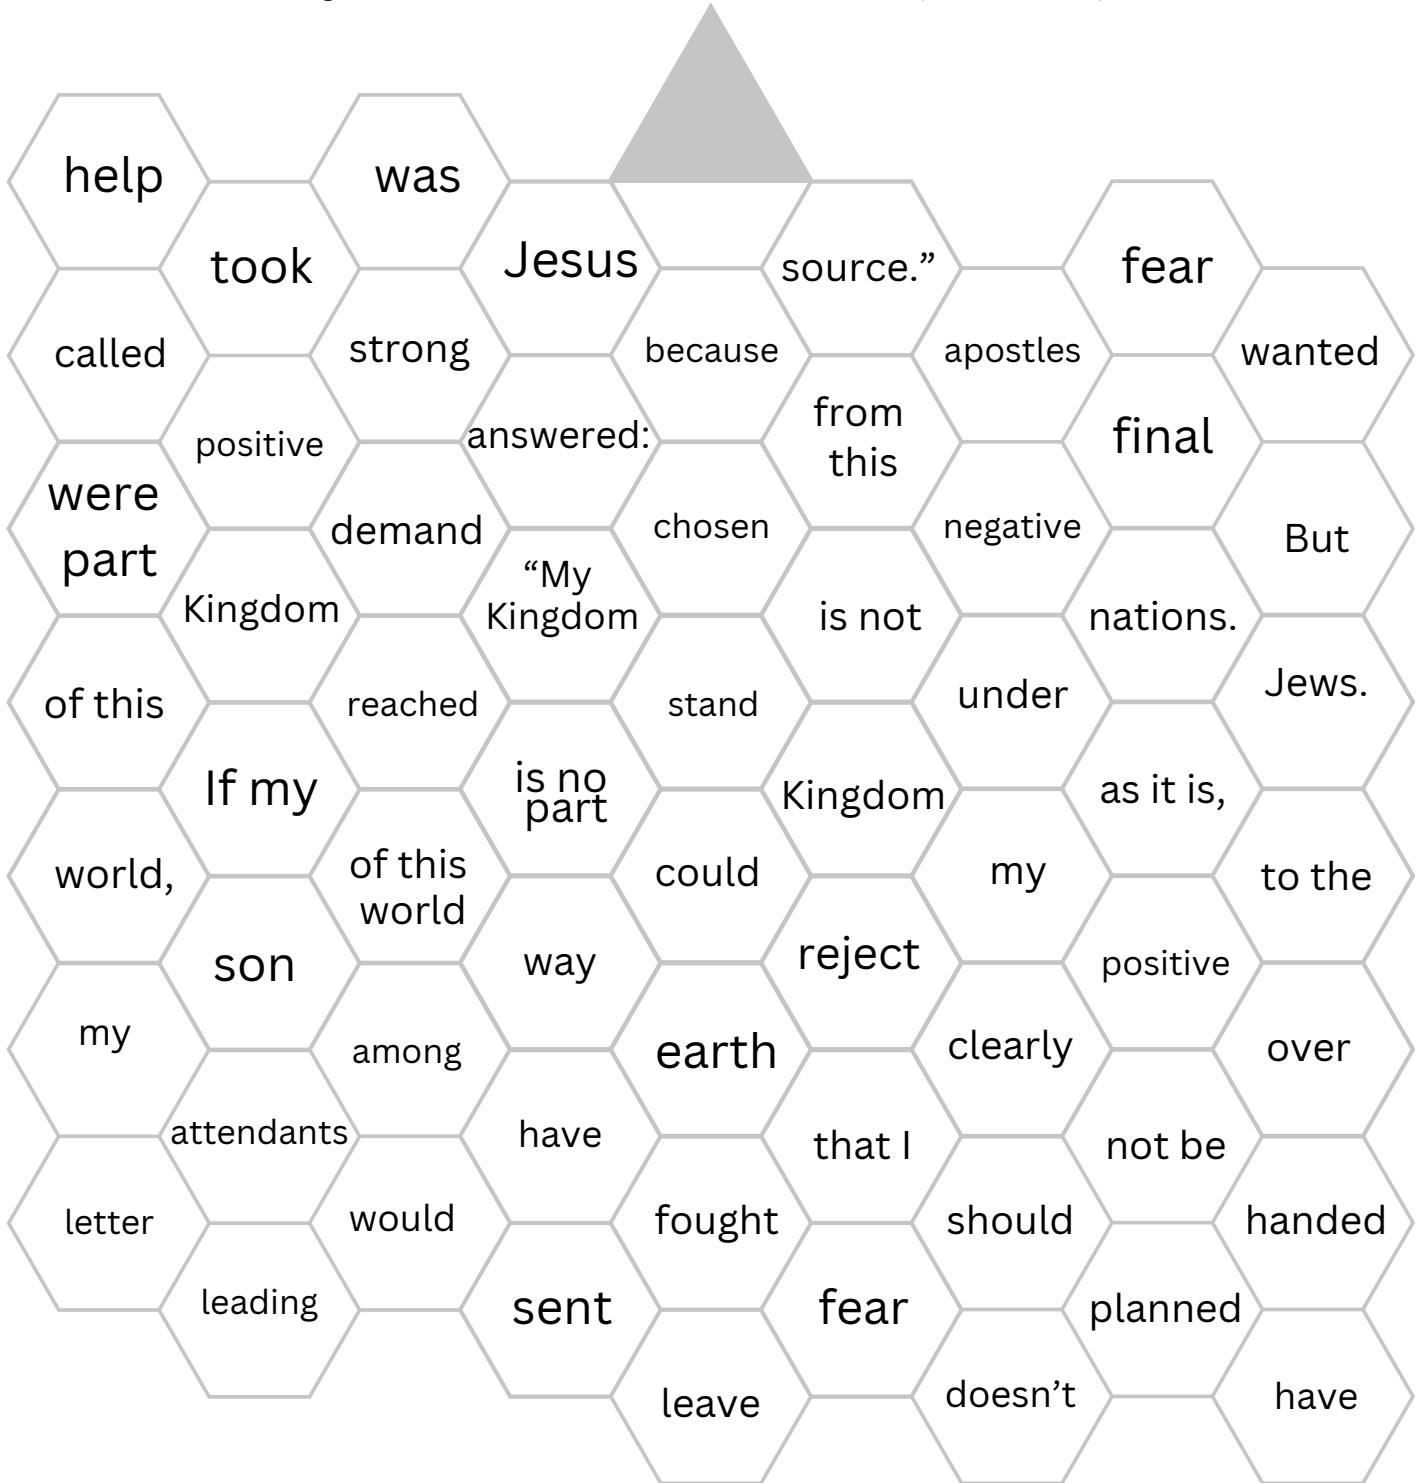 help
was
took
Jesus
source.”
fear
called
strong
because
apostles
wanted
positive
answered:
from
this
final
were
part
demand
chosen
negative
But
Kingdom
“My
Kingdom
is not
nations.
of this
reached
stand
under
Jews.
If my
is no
part
Kingdom
as it is,
world,
of this
world
could
my
to the
son
way
reject
positive
my
among
earth
clearly
over
attendants
have
that I
not be
letter
would
fought
should
handed
leading
sent
fear
planned
leave
doesn’t
have